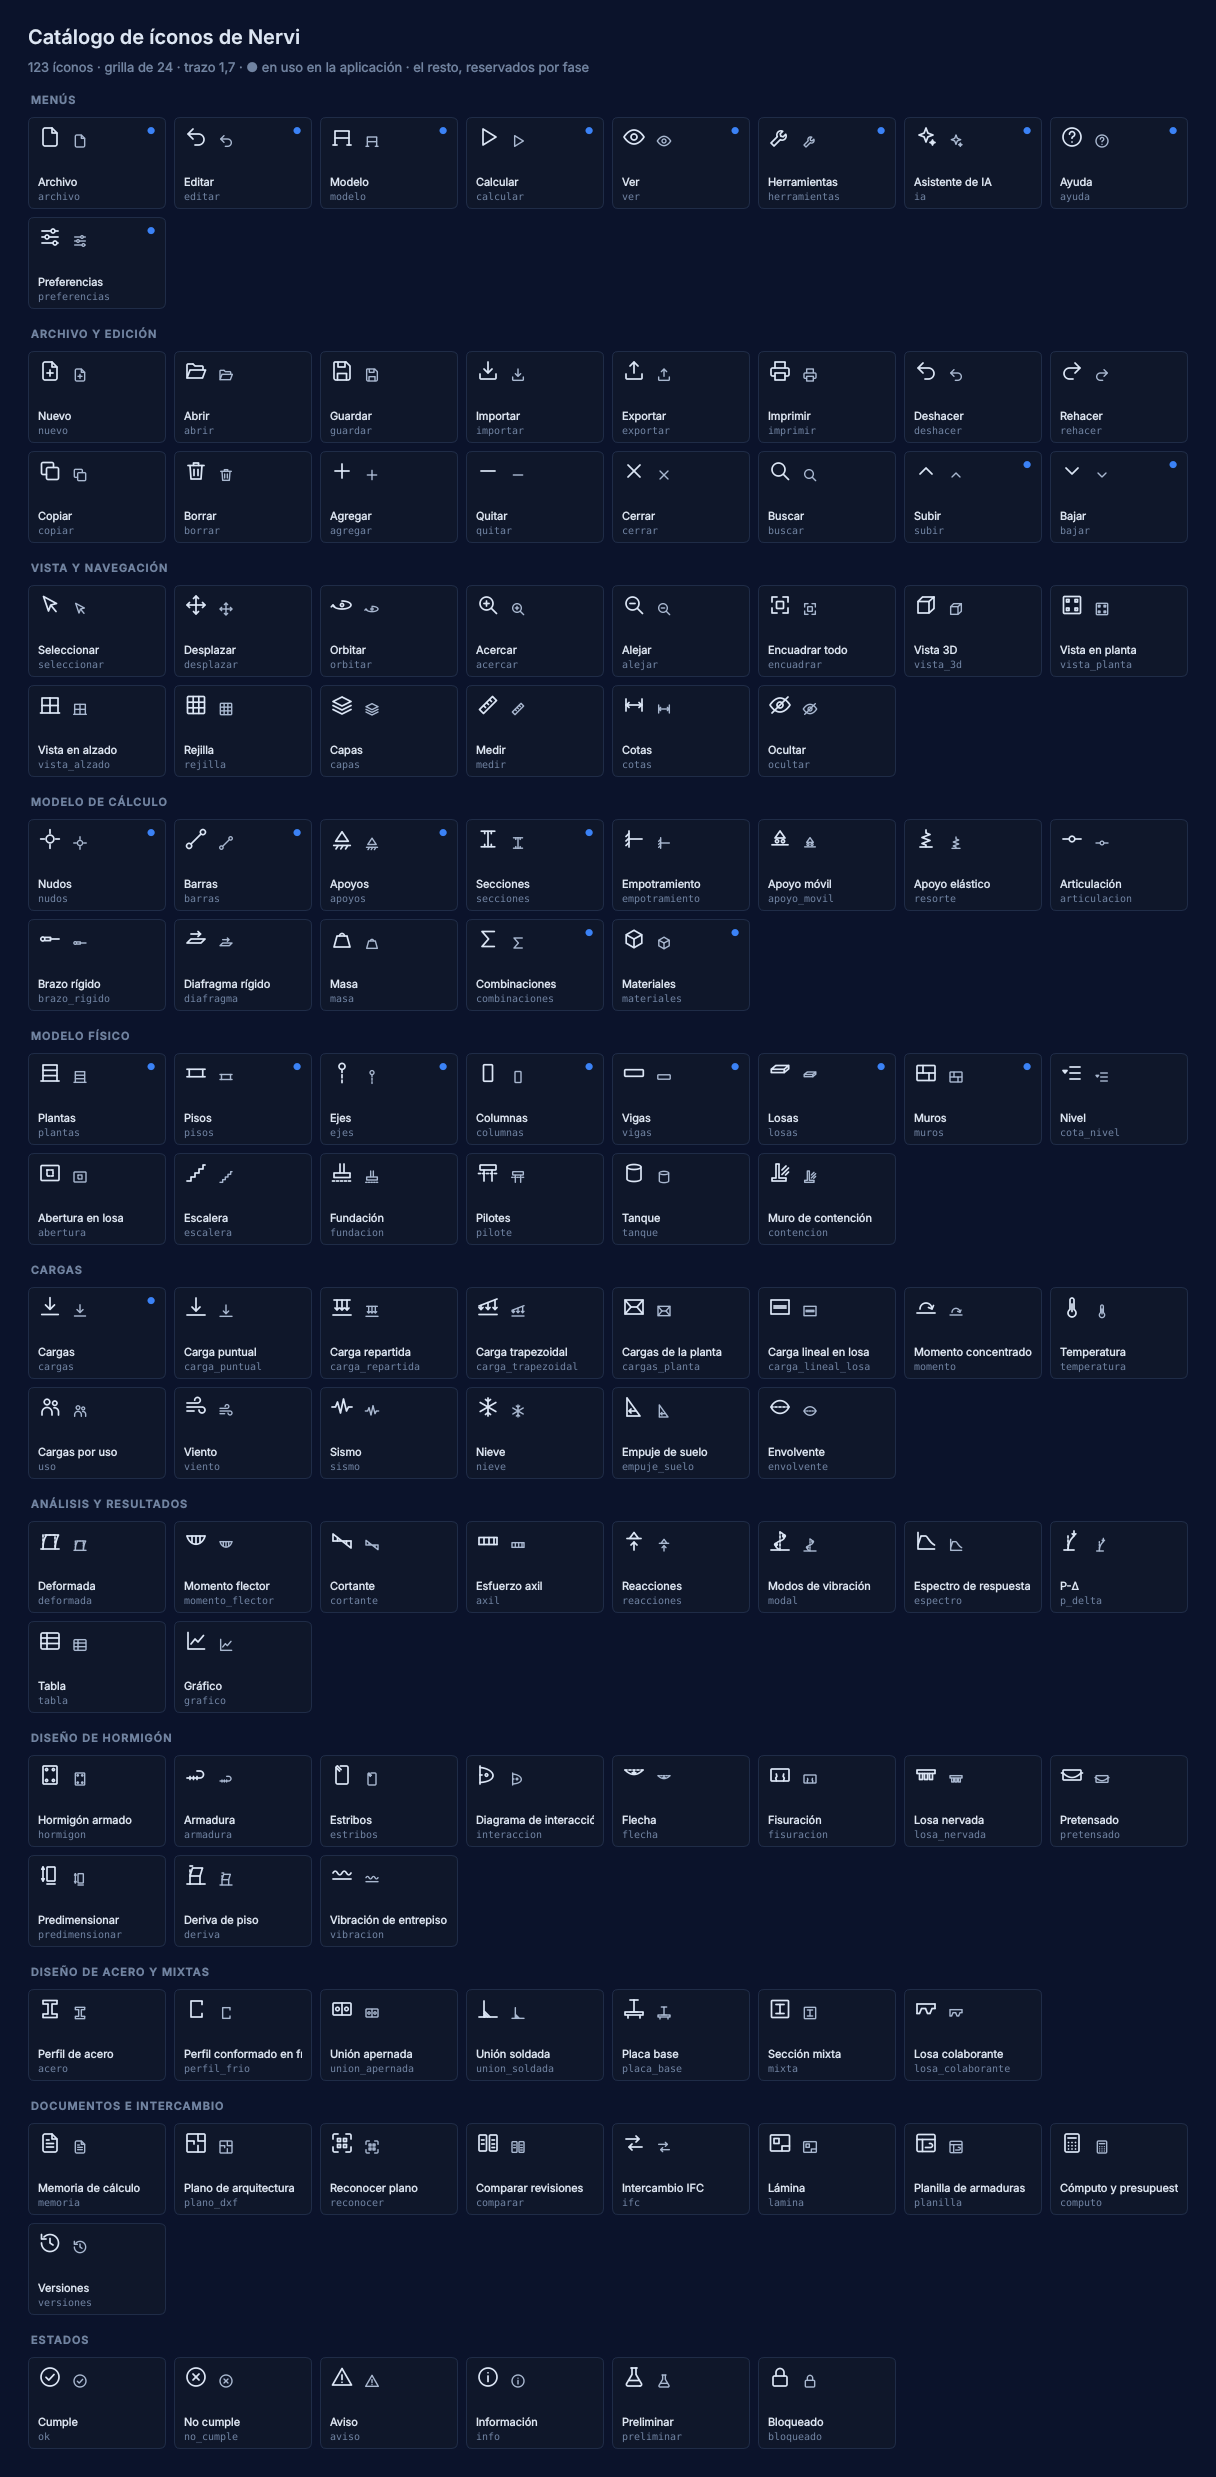 Catálogo de íconos de Nervi
123 íconos · grilla de 24 · trazo 1,7 · ● en uso en la aplicación · el resto, reservados por fase
MENÚS
Archivo Editar Modelo Calcular Ver Herramientas Asistente de IA Ayuda
archivo editar modelo calcular ver herramientas ia ayuda
Preferencias
preferencias
ARCHIVO Y EDICIÓN
Nuevo Abrir Guardar Importar Exportar Imprimir Deshacer Rehacer
nuevo abrir guardar importar exportar imprimir deshacer rehacer
Copiar Borrar Agregar Quitar Cerrar Buscar Subir Bajar
copiar borrar agregar quitar cerrar buscar subir bajar
VISTA Y NAVEGACIÓN
Seleccionar Desplazar Orbitar Acercar Alejar Encuadrar todo Vista 3D Vista en planta
seleccionar desplazar orbitar acercar alejar encuadrar vista_3d vista_planta
Vista en alzado Rejilla Capas Medir Cotas Ocultar
vista_alzado rejilla capas medir cotas ocultar
MODELO DE CÁLCULO
Nudos Barras Apoyos Secciones Empotramiento Apoyo móvil Apoyo elástico Articulación
nudos barras apoyos secciones empotramiento apoyo_movil resorte articulacion
Brazo rígido Diafragma rígido Masa Combinaciones Materiales
brazo_rigido diafragma masa combinaciones materiales
MODELO FÍSICO
Plantas Pisos Ejes Columnas Vigas Losas Muros Nivel
plantas pisos ejes columnas vigas losas muros cota_nivel
Abertura en losa Escalera Fundación Pilotes Tanque Muro de contención
abertura escalera fundacion pilote tanque contencion
CARGAS
Cargas Carga puntual Carga repartida Carga trapezoidal Cargas de la planta Carga lineal en losa Momento concentrado Temperatura
cargas carga_puntual carga_repartida carga_trapezoidal cargas_planta carga_lineal_losa momento temperatura
Cargas por uso Viento Sismo Nieve Empuje de suelo Envolvente
uso viento sismo nieve empuje_suelo envolvente
ANÁLISIS Y RESULTADOS
Deformada Momento flector Cortante Esfuerzo axil Reacciones Modos de vibración Espectro de respuesta P-Δ
deformada momento_flector cortante axil reacciones modal espectro p_delta
Tabla Gráfico
tabla grafico
DISEÑO DE HORMIGÓN
Hormigón armado Armadura Estribos Diagrama de interacció Flecha Fisuración Losa nervada Pretensado
hormigon armadura estribos interaccion flecha fisuracion losa_nervada pretensado
Predimensionar Deriva de piso Vibración de entrepiso
predimensionar deriva vibracion
DISEÑO DE ACERO Y MIXTAS
Perfil de acero Perfil conformado en fr Unión apernada Unión soldada Placa base Sección mixta Losa colaborante
acero perfil_frio union_apernada union_soldada placa_base mixta losa_colaborante
DOCUMENTOS E INTERCAMBIO
Memoria de cálculo Plano de arquitectura Reconocer plano Comparar revisiones Intercambio IFC Lámina Planilla de armaduras Cómputo y presupuest
memoria plano_dxf reconocer comparar ifc lamina planilla computo
Versiones
versiones
ESTADOS
Cumple No cumple Aviso Información Preliminar Bloqueado
ok no_cumple aviso info preliminar bloqueado